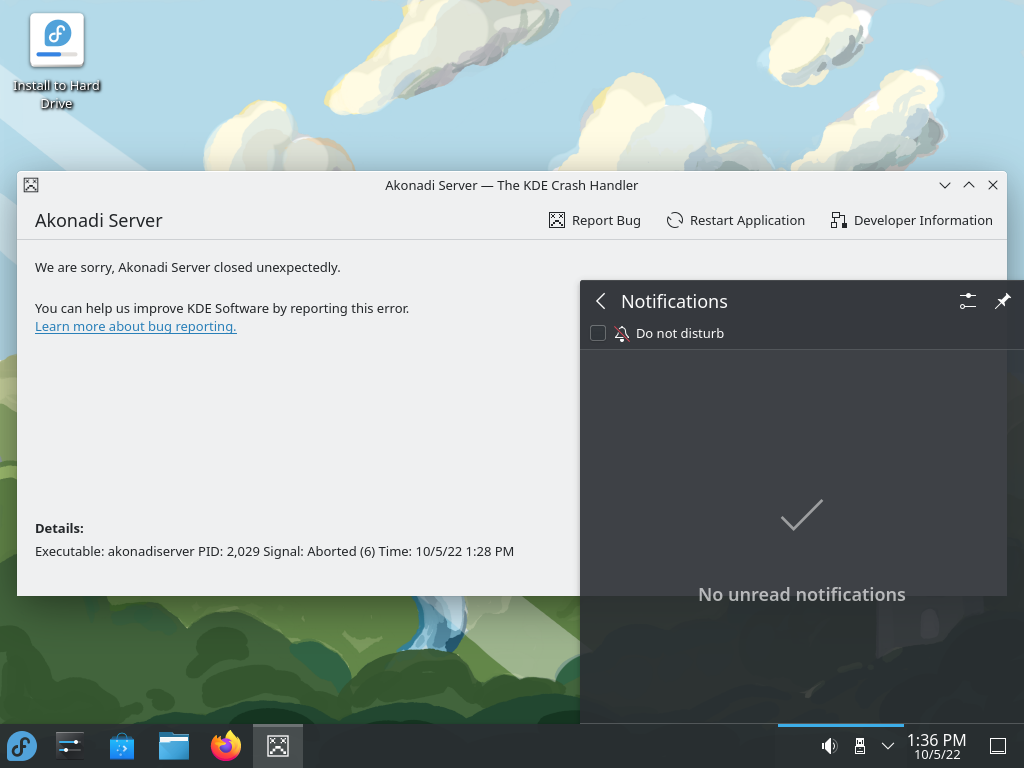 Install to Hard
Drive
Akonadi Server — The KDE Crash Handler
Akonadi Server
Report Bug
Restart Application
Developer Information
We are sorry, Akonadi Server closed unexpectedly.
You can help us improve KDE Software by reporting this error.
Learn more about bug reporting.
Details:
Executable: akonadiserver PID: 2,029 Signal: Aborted (6) Time: 10/5/22 1:28 PM
Notifications
Do not disturb
No unread notifications
1:36 PM
10/5/22